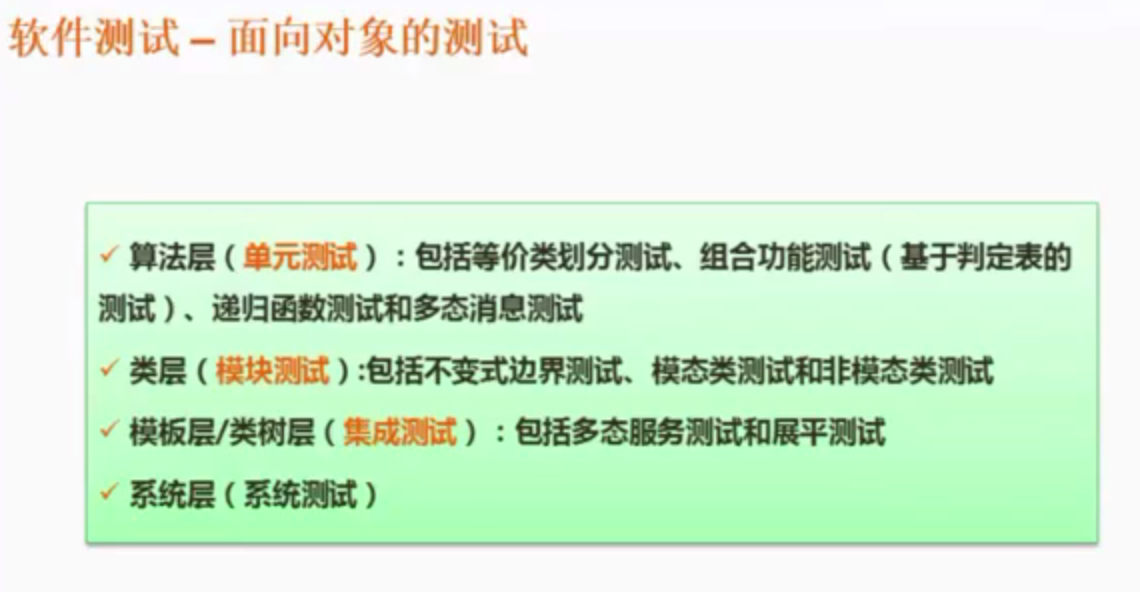 软件测试 – 面向对象的测试
✓ 算法层（单元测试）：包括等价类划分测试、组合功能测试（基于判定表的
测试）、递归函数测试和多态消息测试
✓ 类层（模块测试）:包括不变式边界测试、模态类测试和非模态类测试
✓ 模板层/类树层（集成测试）：包括多态服务测试和展平测试
✓ 系统层（系统测试）